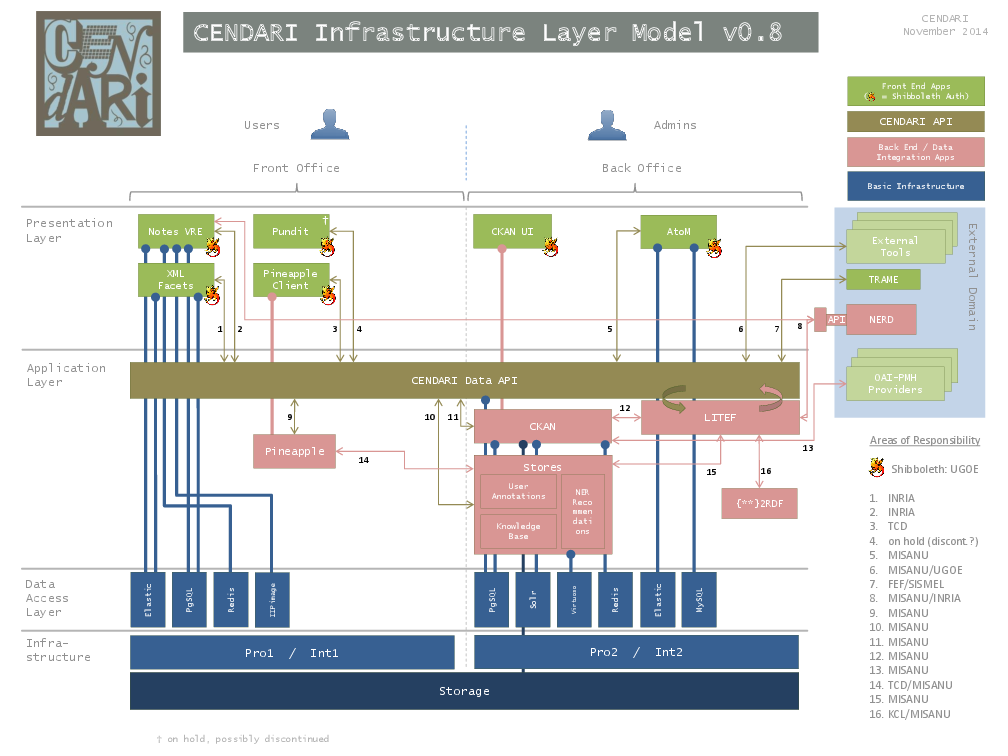 CENDARI
CENDARI Infrastructure Layer Model v0.8
CENDARI
November 2014
Front End Apps
( = Shibboleth Auth)
CENDARI API
Back End / Data
Integration Apps
Basic Infrastructure
Users
Admins
Front Office
Back Office
Presentation
Layer
Notes VRE
Pundit †
CKAN UI
AtoM
XML
Facets
Pineapple
Client
External
Tools
TRAME
API
NERD
OAI-PMH
Providers
External Domain
1
2
3
4
5
6
7
8
Application
Layer
CENDARI Data API
9
10
11
12
13
14
15
16
CKAN
LITEF
Pineapple
Stores
User
Annotations
Knowledge
Base
NER
Reco
mmen
dati
ons
{**}2RDF
Data
Access
Layer
Elastic
PgSQL
Redis
IIPimage
PgSQL
Solr
Virtuoso
Redis
Elastic
MySQL
Infra-
structure
Pro1 / Int1
Pro2 / Int2
Storage
Areas of Responsibility
Shibboleth: UGOE
1. INRIA
2. INRIA
3. TCD
4. on hold (discont.?)
5. MISANU
6. MISANU/UGOE
7. FEF/SISMEL
8. MISANU/INRIA
9. MISANU
10. MISANU
11. MISANU
12. MISANU
13. MISANU
14. TCD/MISANU
15. MISANU
16. KCL/MISANU
† on hold, possibly discontinued